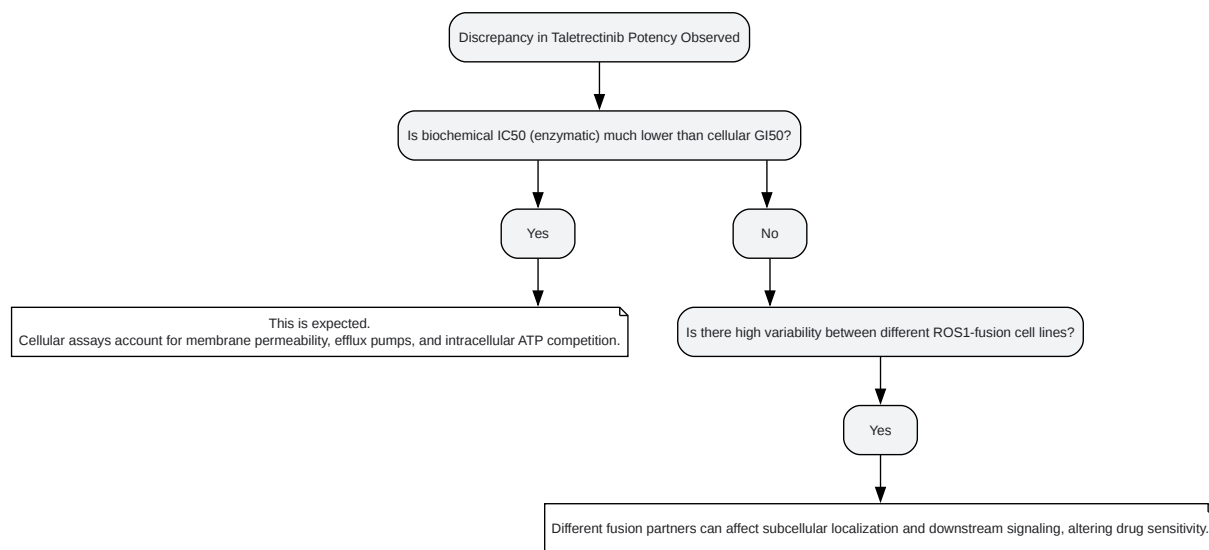 Discrepancy in Taletrectinib Potency Observed
Is biochemical IC50 (enzymatic) much lower than cellular GI50?
Yes
No
This is expected.
Cellular assays account for membrane permeability, efflux pumps, and intracellular ATP competition.
Is there high variability between different ROS1-fusion cell lines?
Yes
Different fusion partners can affect subcellular localization and downstream signaling, altering drug sensitivity.